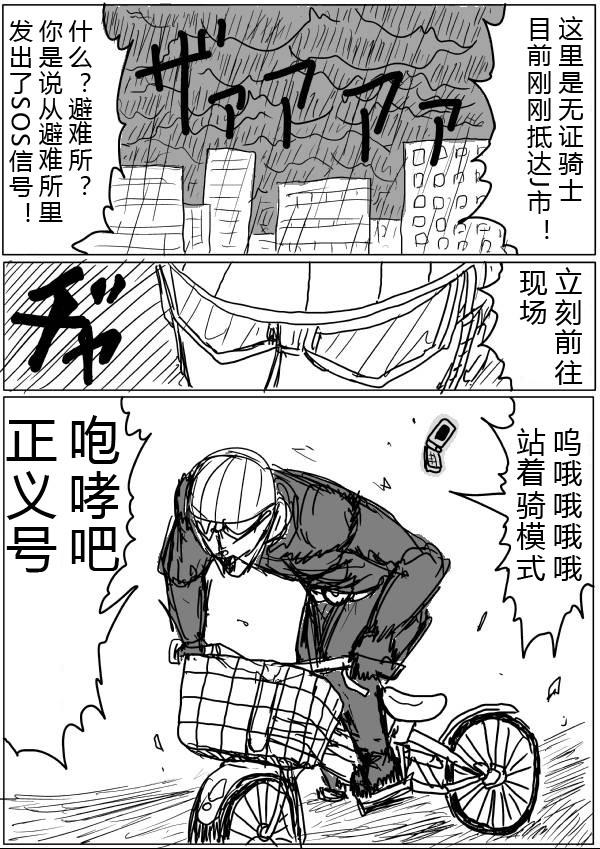 这里是无证骑士
目前刚刚抵达J市！
ザァァァァ
什么？避难所？
你是说从避难所里
发出了SOS信号！
立刻前往
现场
ギャ
呜哦哦哦哦
站着骑模式
咆哮吧
正义号